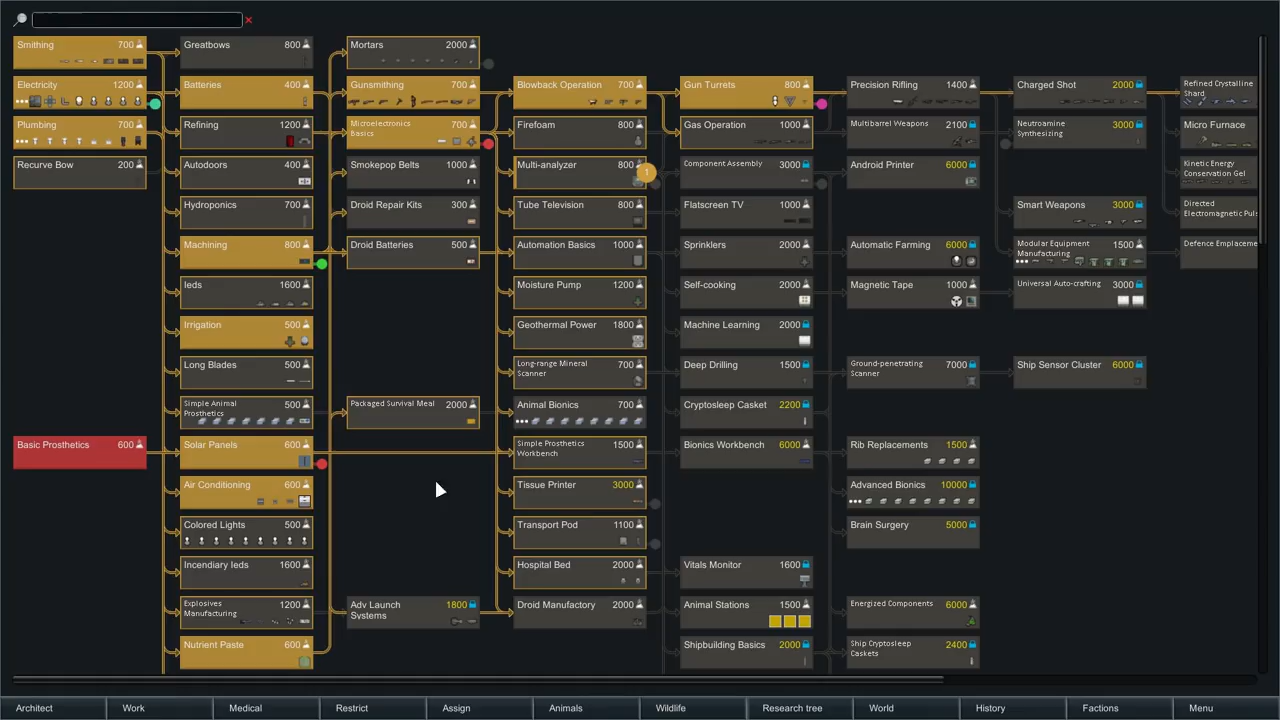 Smithing 700
Greatbows 800
Mortars 2000
Electricity 1200
Batteries 400
Gunsmithing 700
Blowback Operation 700
Gun Turrets 800
Precision Rifling 1400
Charged Shot 2000
Refined Crystalline
Shard
Plumbing 700
Refining 1200
Microelectronics
Basics 700
Firefoam 800
Gas Operation 1000
Multibarrel Weapons 2100
Neutroamine
Synthesizing 3000
Micro Furnace
Recurve Bow 200
Autodoors 400
Smokepop Belts 1000
Multi-analyzer 800
1
Component Assembly 3000
Android Printer 6000
Kinetic Energy
Conservation Gel
Hydroponics 700
Droid Repair Kits 300
Tube Television 800
Flatscreen TV 1000
Smart Weapons 3000
Directed
Electromagnetic Puls
Machining 800
Droid Batteries 500
Automation Basics 1000
Sprinklers 2000
Automatic Farming 6000
Modular Equipment
Manufacturing 1500
Defence Emplaceme
Ieds 1600
Moisture Pump 1200
Self-cooking 2000
Magnetic Tape 1000
Universal Auto-crafting 3000
Irrigation 500
Geothermal Power 1800
Machine Learning 2000
Long Blades 500
Long-range Mineral
Scanner 700
Deep Drilling 1500
Ground-penetrating
Scanner 7000
Ship Sensor Cluster 6000
Simple Animal
Prosthetics 500
Packaged Survival Meal 2000
Animal Bionics 700
Cryptosleep Casket 2200
Basic Prosthetics 600
Solar Panels 600
Simple Prosthetics
Workbench 1500
Bionics Workbench 6000
Rib Replacements 1500
Air Conditioning 600
Tissue Printer 3000
Advanced Bionics 10000
Colored Lights 500
Transport Pod 1100
Brain Surgery 5000
Incendiary Ieds 1600
Hospital Bed 2000
Vitals Monitor 1600
Explosives
Manufacturing 1200
Adv Launch
Systems 1800
Droid Manufactory 2000
Animal Stations 1500
Energized Components 6000
Nutrient Paste 600
Shipbuilding Basics 2000
Ship Cryptosleep
Caskets 2400
Architect Work Medical Restrict Assign Animals Wildlife Research tree World History Factions Menu